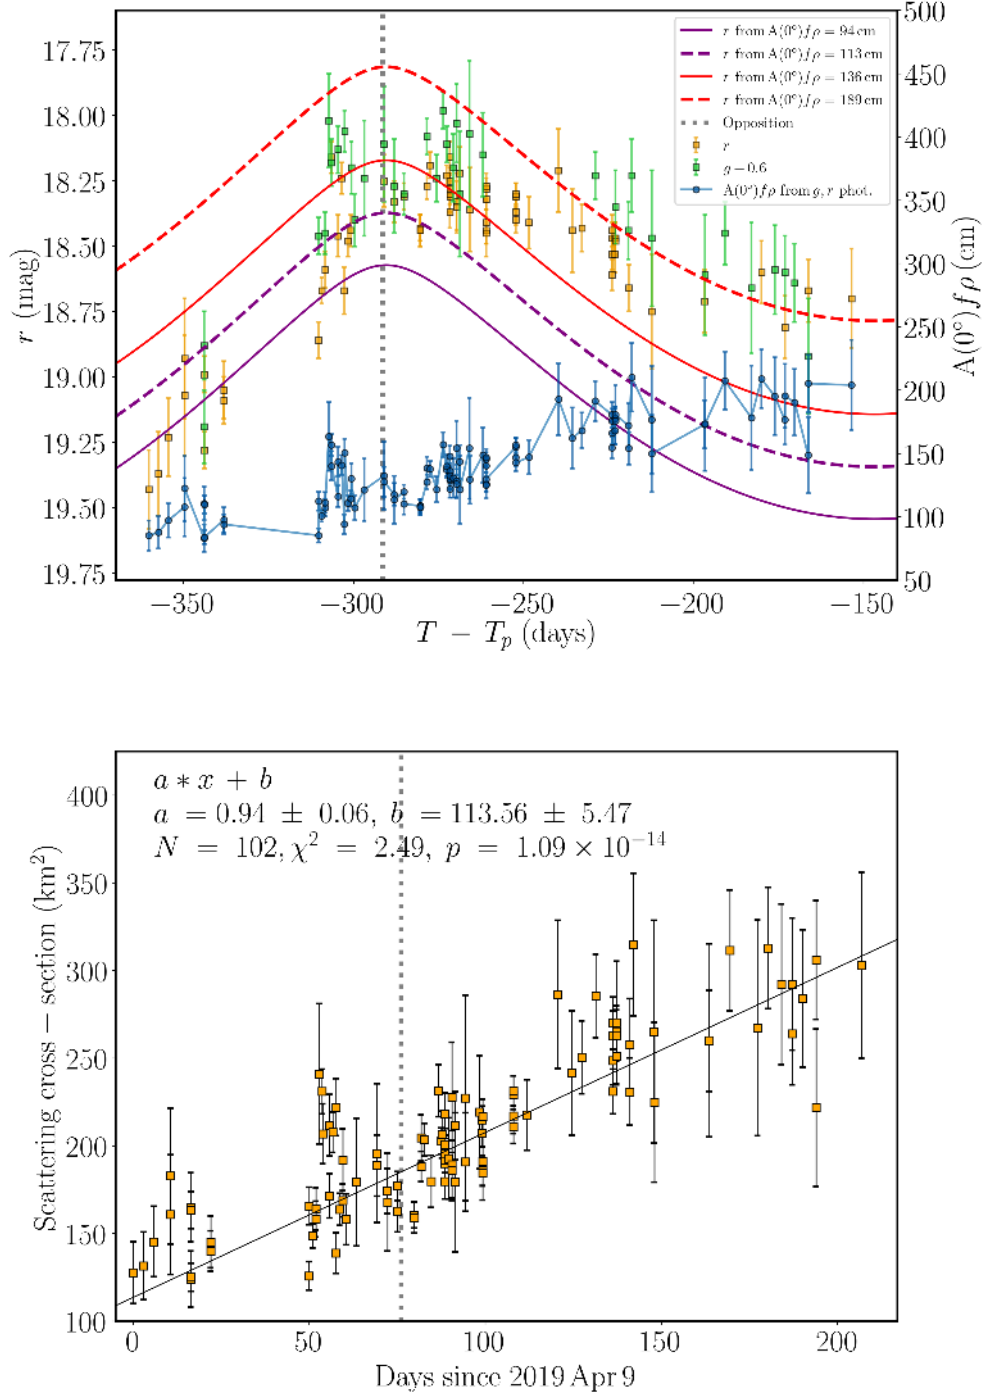 r from A(0°)fρ = 94 cm
r from A(0°)fρ = 113 cm
r from A(0°)fρ = 136 cm
r from A(0°)fρ = 189 cm
Opposition
r
g−0.6
A(0°)fρ from g, r phot.
r (mag)
17.75
18.00
18.25
18.50
18.75
19.00
19.25
19.50
19.75
500
450
400
350
300
250
200
150
100
50
A(0°)fρ (cm)
−350 −300 −250 −200 −150
T − Tₚ (days)
a ∗ x + b
a = 0.94 ± 0.06, b = 113.56 ± 5.47
N = 102, χ² = 2.49, p = 1.09 × 10⁻¹⁴
Scattering cross − section (km²)
400
350
300
250
200
150
100
0 50 100 150 200
Days since 2019 Apr 9